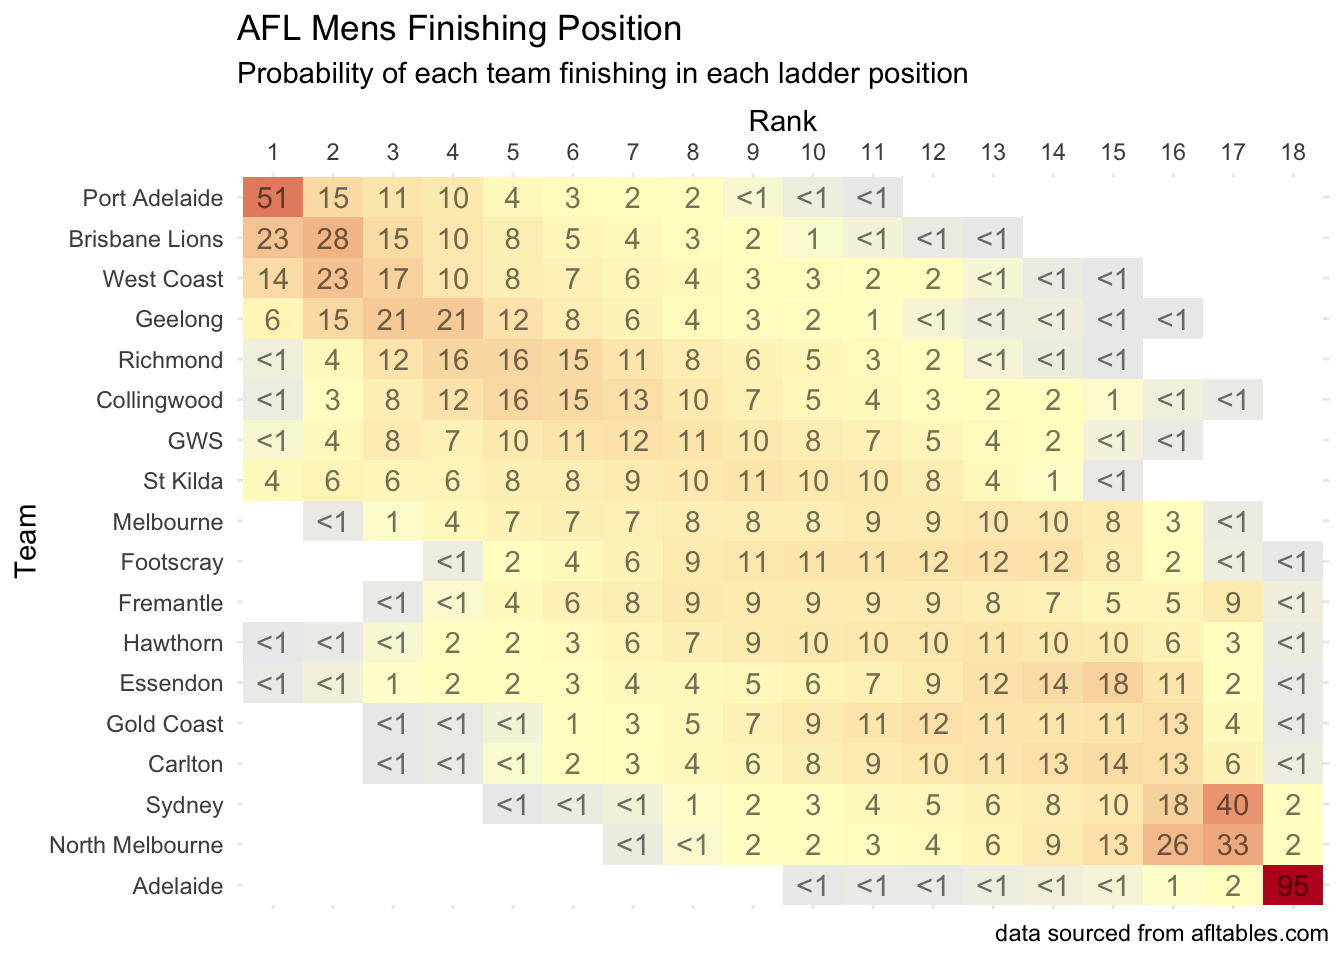 AFL Mens Finishing Position
Probability of each team finishing in each ladder position
Rank
1 2 3 4 5 6 7 8 9 10 11 12 13 14 15 16 17 18
Team
Port Adelaide 51 15 11 10 4 3 2 2 <1 <1 <1
Brisbane Lions 23 28 15 10 8 5 4 3 2 1 <1 <1 <1
West Coast 14 23 17 10 8 7 6 4 3 3 2 2 <1 <1 <1
Geelong 6 15 21 21 12 8 6 4 3 2 1 <1 <1 <1 <1 <1
Richmond <1 4 12 16 16 15 11 8 6 5 3 2 <1 <1 <1
Collingwood <1 3 8 12 16 15 13 10 7 5 4 3 2 2 1 <1 <1
GWS <1 4 8 7 10 11 12 11 10 8 7 5 4 2 <1 <1
St Kilda 4 6 6 6 8 8 9 10 11 10 10 8 4 1 <1
Melbourne <1 1 4 7 7 7 8 8 8 9 9 10 10 8 3 <1
Footscray <1 2 4 6 9 11 11 11 12 12 12 8 2 <1 <1
Fremantle <1 <1 4 6 8 9 9 9 9 9 8 7 5 5 9 <1
Hawthorn <1 <1 <1 2 2 3 6 7 9 10 10 10 11 10 10 6 3 <1
Essendon <1 <1 1 2 2 3 4 4 5 6 7 9 12 14 18 11 2 <1
Gold Coast <1 <1 <1 1 3 5 7 9 11 12 11 11 11 13 4 <1
Carlton <1 <1 <1 2 3 4 6 8 9 10 11 13 14 13 6 <1
Sydney <1 <1 <1 1 2 3 4 5 6 8 10 18 40 2
North Melbourne <1 <1 2 2 3 4 6 9 13 26 33 2
Adelaide <1 <1 <1 <1 <1 <1 1 2 95
data sourced from afltables.com